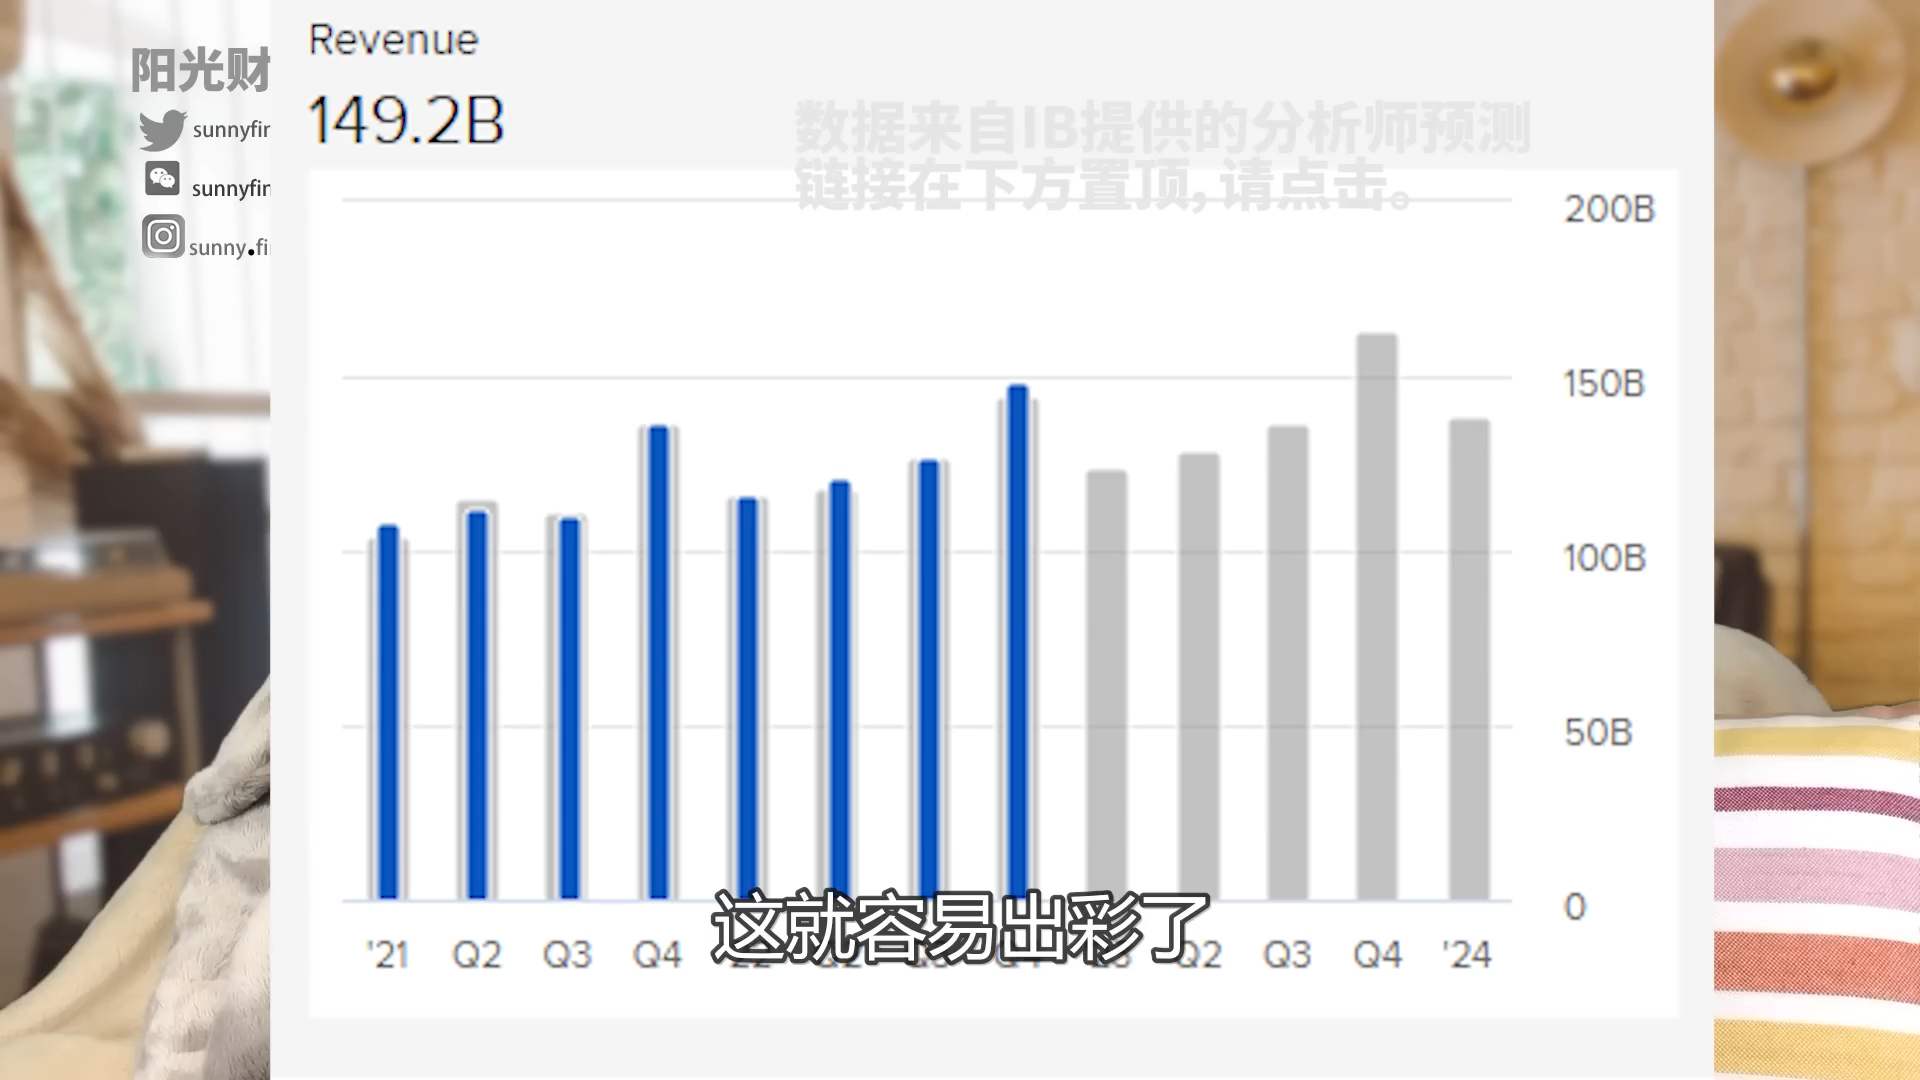 Revenue
149.2B
阳光财
sunnyfir
sunnyfir
sunny.fi
数据来自IB提供的分析师预测
链接在下方置顶,请点击。
200B
150B
100B
50B
0
'21 Q2 Q3 Q4 Q2 Q3 Q4 '24
这就容易出彩了